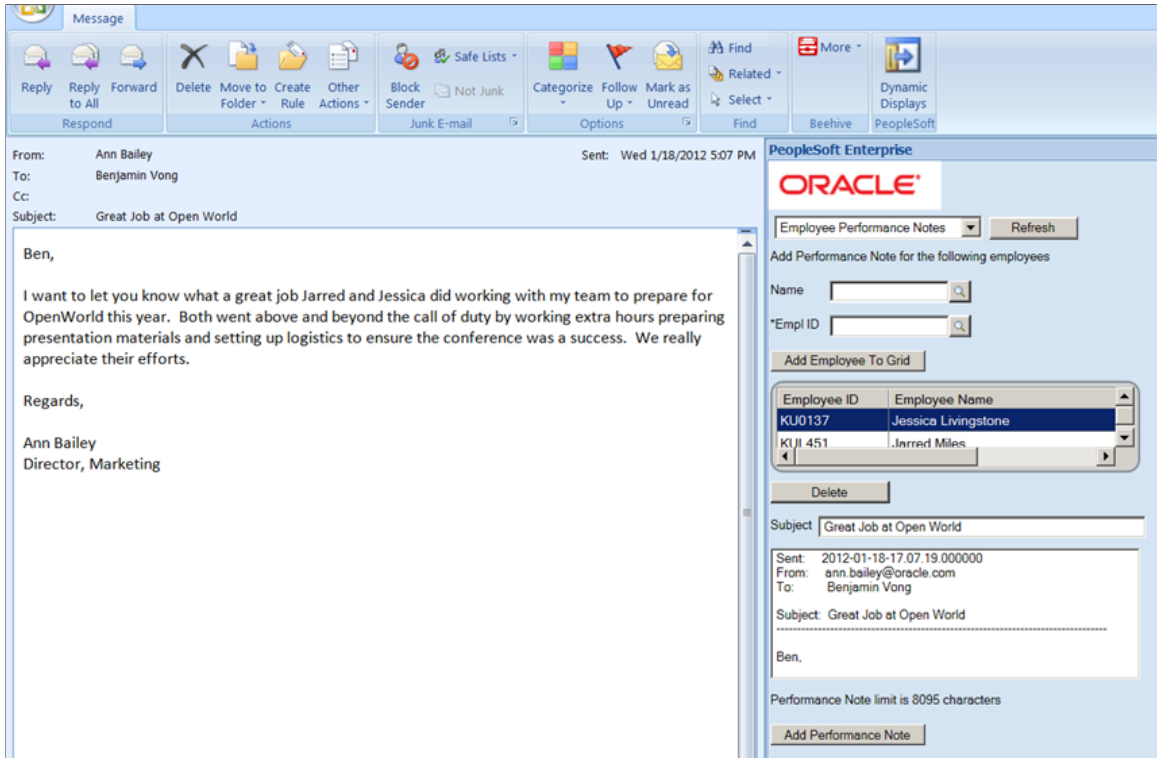 Message
Reply
Reply to All
Forward
Respond
Delete
Move to Folder
Create Rule
Other Actions
Actions
Block Sender
Safe Lists
Not Junk
Junk E-mail
Categorize
Follow Up
Mark as Unread
Options
Find
Related
Select
Find
More
Beehive
Dynamic Displays
PeopleSoft
From: Ann Bailey
Sent: Wed 1/18/2012 5:07 PM
To: Benjamin Vong
Cc:
Subject: Great Job at Open World
Ben,
I want to let you know what a great job Jarred and Jessica did working with my team to prepare for
OpenWorld this year. Both went above and beyond the call of duty by working extra hours preparing
presentation materials and setting up logistics to ensure the conference was a success. We really
appreciate their efforts.
Regards,
Ann Bailey
Director, Marketing
PeopleSoft Enterprise
ORACLE
Employee Performance Notes
Refresh
Add Performance Note for the following employees
Name
*Empl ID
Add Employee To Grid
Employee ID Employee Name
KU0137 Jessica Livingstone
KUL451 Jarred Miles
Delete
Subject Great Job at Open World
Sent: 2012-01-18-17.07.19.000000
From: ann.bailey@oracle.com
To: Benjamin Vong
Subject: Great Job at Open World
--------------------------------------------------------------------------------
Ben,
Performance Note limit is 8095 characters
Add Performance Note